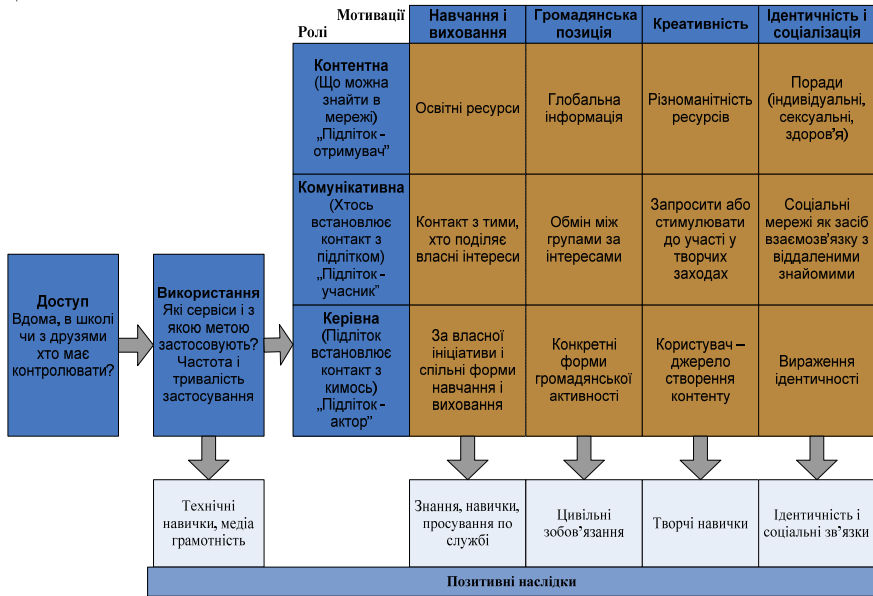 Мотивації
Ролі
Навчання і
виховання
Громадянська
позиція
Креативність
Ідентичність і
соціалізація
Контентна
(Що можна
знайти в
мережі)
„Підліток -
отримувач”
Освітні ресурси
Глобальна
інформація
Різноманітність
ресурсів
Поради
(індивідуальні,
сексуальні,
здоров’я)
Комунікативна
(Хтось
встановлює
контакт з
підлітком)
„Підліток -
учасник”
Контакт з тими,
хто поділяє
власні інтереси
Обмін між
групами за
інтересами
Запросити або
стимулювати
до участі у
творчих
заходах
Соціальні
мережі як засіб
взаємозв’язку з
віддаленими
знайомими
Доступ
Вдома, в школі
чи з друзями
хто має
контролювати?
Використання
Які сервіси і з
якою метою
застосовують?
Частота і
тривалість
застосування
Керівна
(Підліток
встановлює
контакт з
кимось)
„Підліток -
актор”
За власної
ініціативи і
спільні форми
навчання і
виховання
Конкретні
форми
громадянської
активності
Користувач –
джерело
створення
контенту
Вираження
ідентичності
Технічні
навички, медіа
грамотність
Знання, навички,
просування по
службі
Цивільні
зобов’язання
Творчі навички
Ідентичність і
соціальні зв’язки
Позитивні наслідки